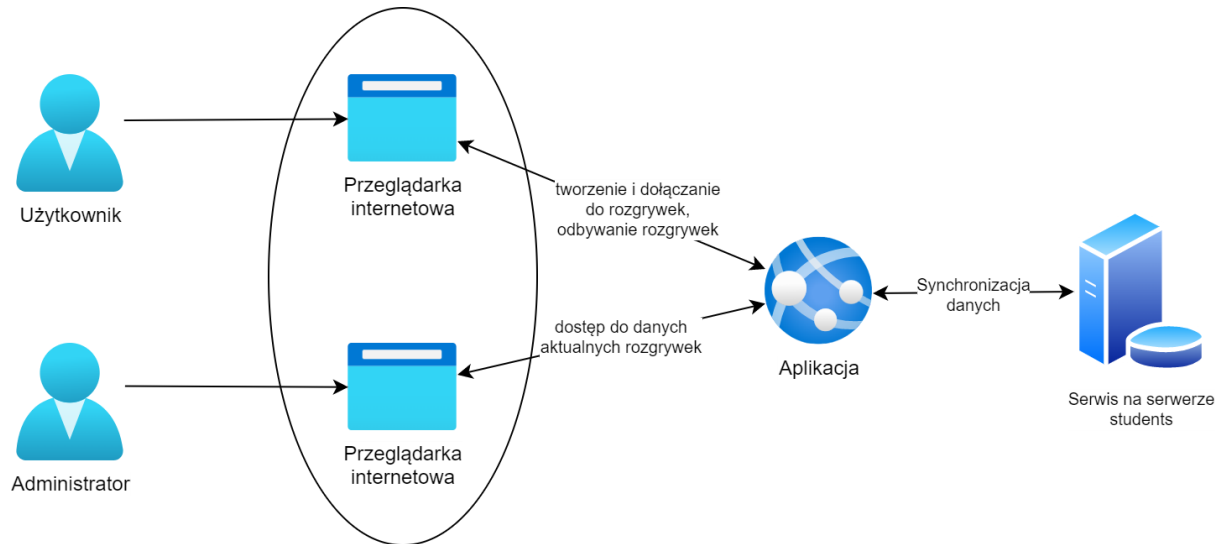 Użytkownik
Przeglądarka
internetowa
tworzenie i dołączanie
do rozgrywek,
odbywanie rozgrywek
Synchronizacja
danych
dostęp do danych
aktualnych rozgrywek
Aplikacja
Serwis na serwerze
students
Administrator
Przeglądarka
internetowa